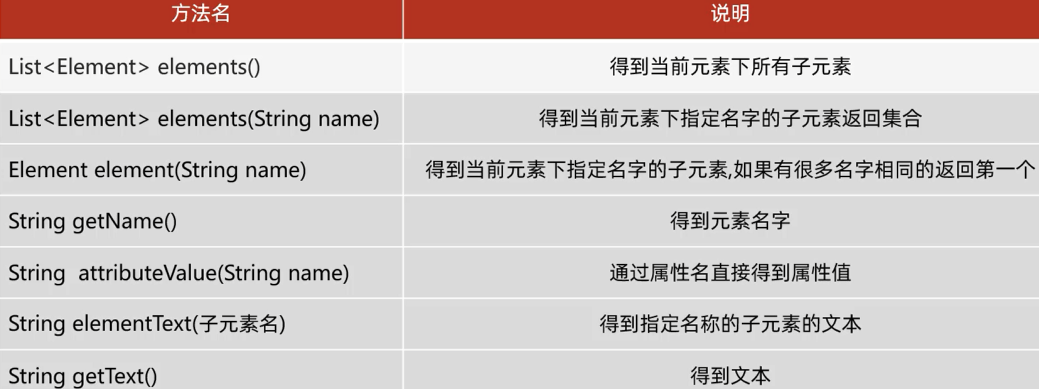 方法名 说明
List<Element> elements() 得到当前元素下所有子元素
List<Element> elements(String name) 得到当前元素下指定名字的子元素返回集合
Element element(String name) 得到当前元素下指定名字的子元素,如果有很多名字相同的返回第一个
String getName() 得到元素名字
String  attributeValue(String name) 通过属性名直接得到属性值
String elementText(子元素名) 得到指定名称的子元素的文本
String getText() 得到文本